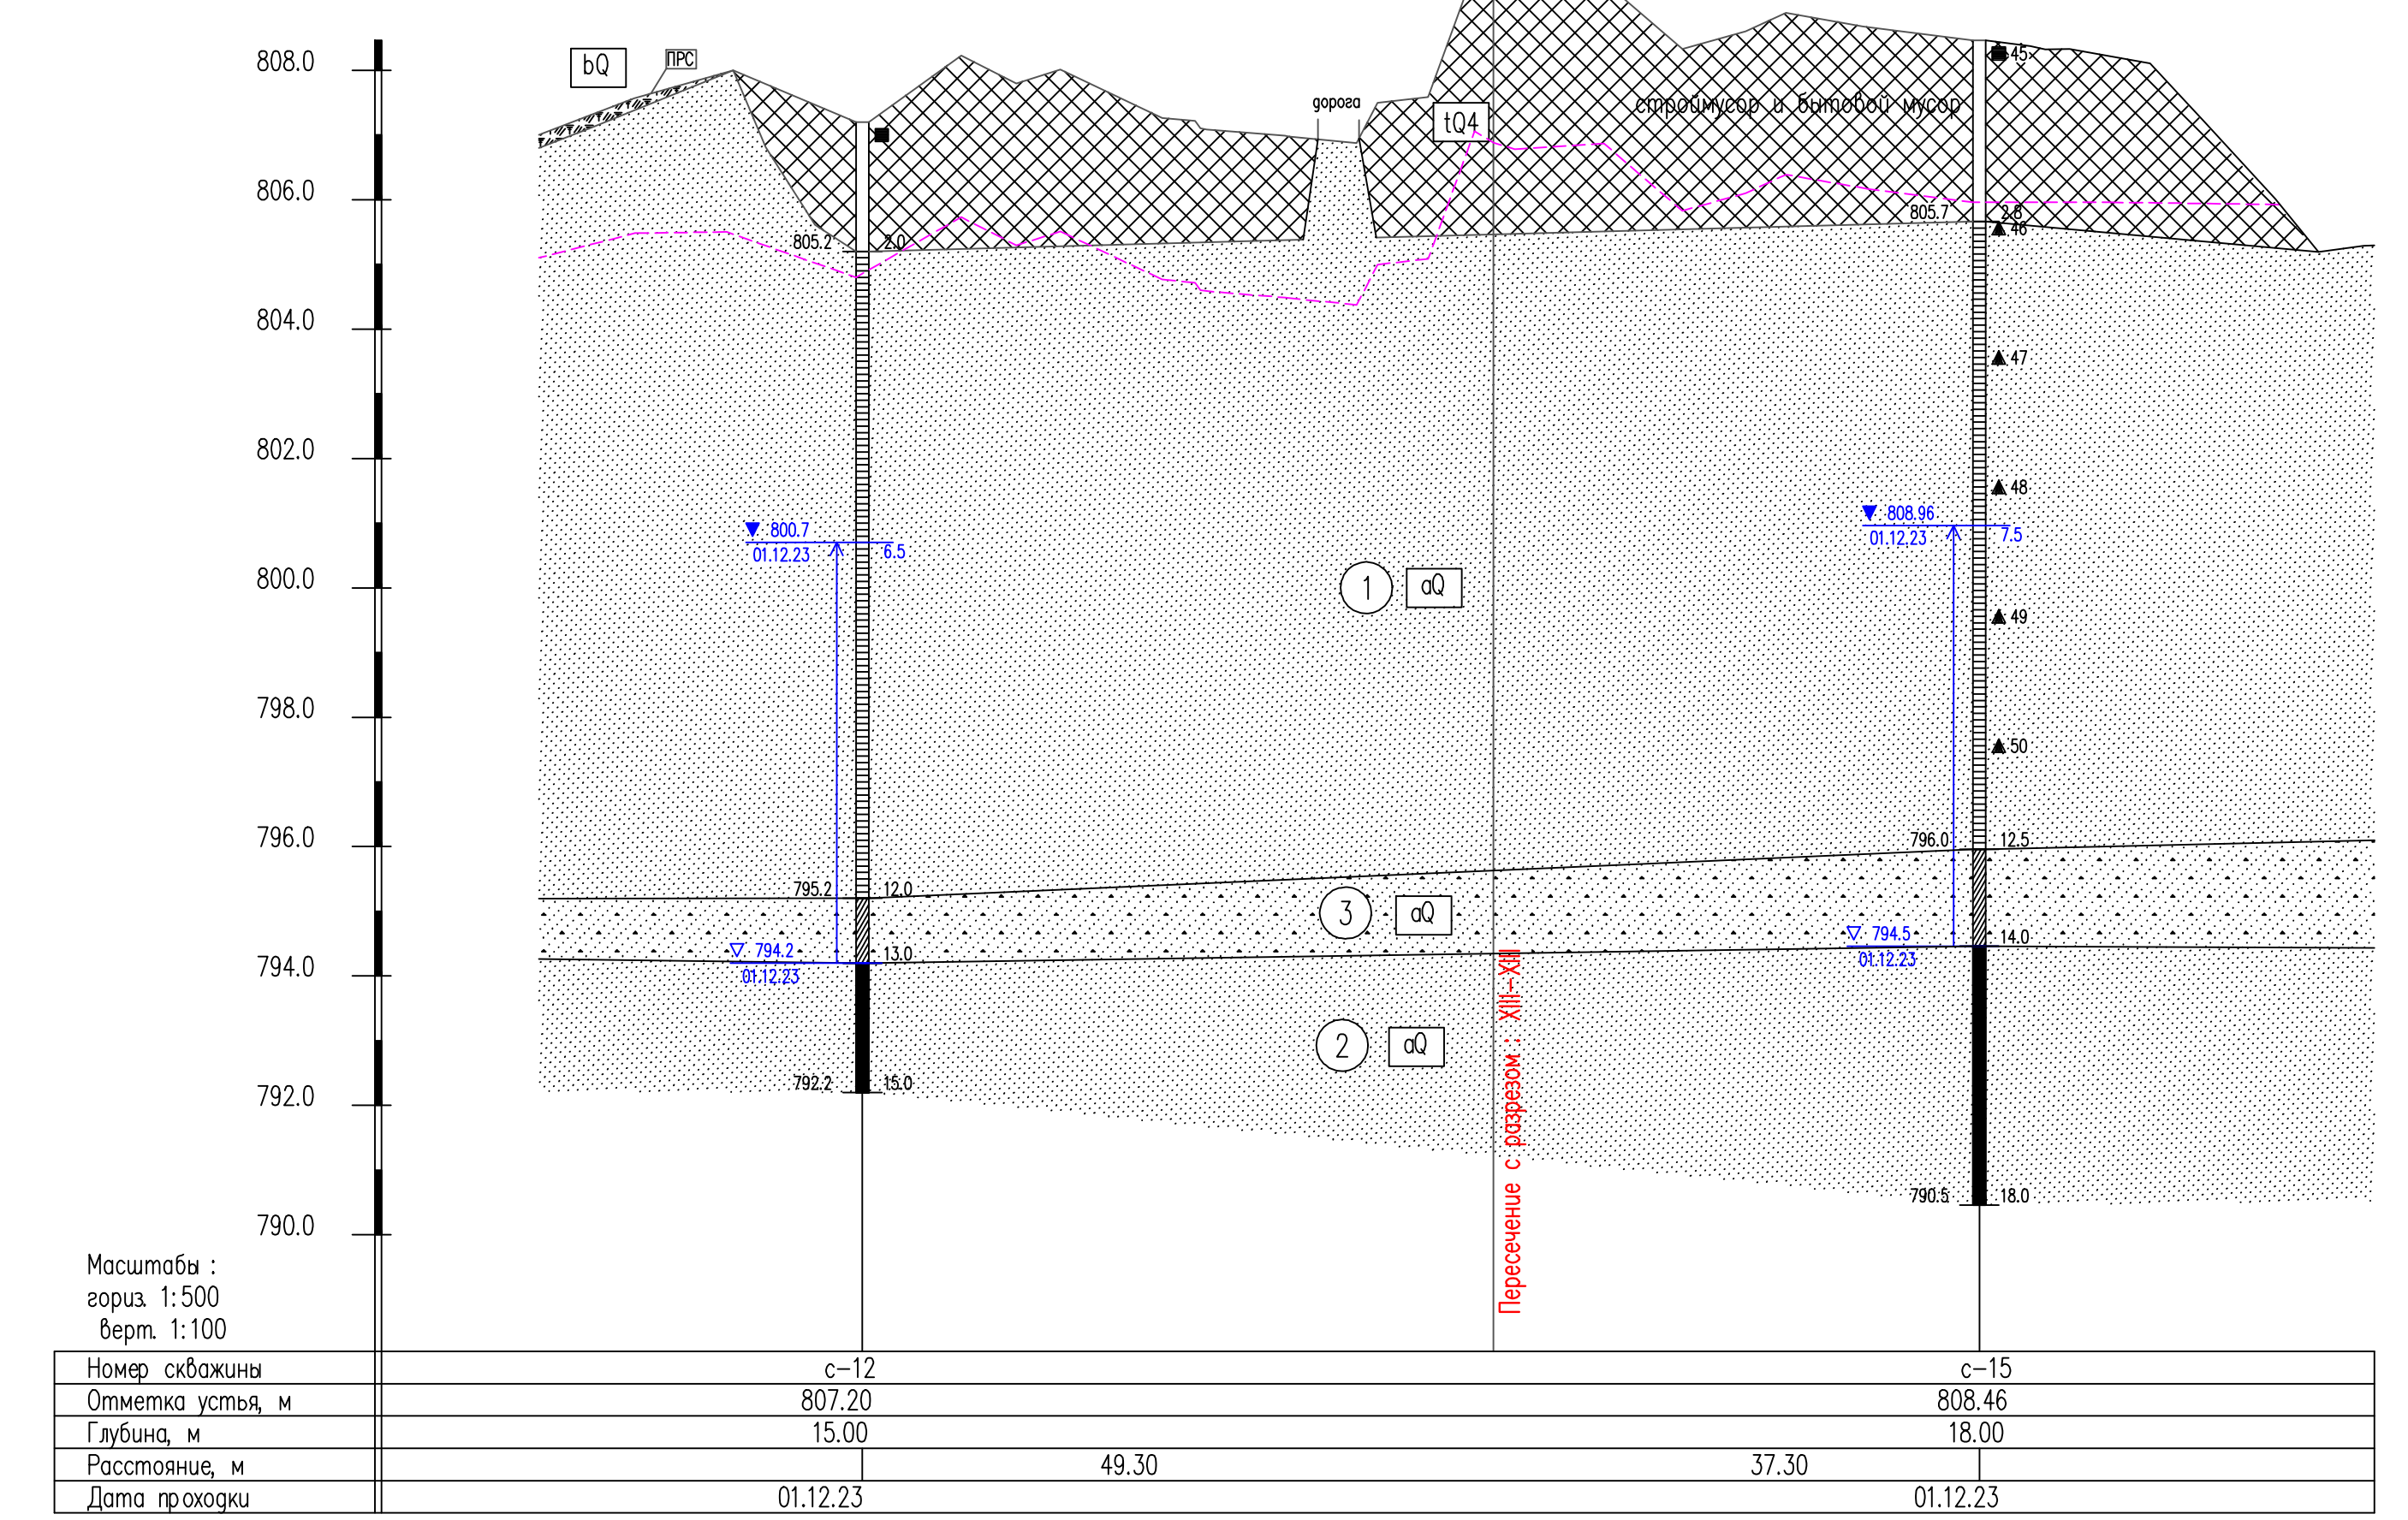 808.0
bQ
ПРС
45
дорога
tQ4
строймусор и бытовой мусор
806.0
805.7
2.8
46
805.2
2.0
804.0
47
802.0
48
800.7
01.12.23
6.5
808.96
01.12.23
7.5
800.0
1
aQ
49
798.0
50
796.0
796.0
12.5
795.2
12.0
3
aQ
794.2
01.12.23
13.0
794.5
01.12.23
14.0
794.0
2
aQ
792.0
792.2
15.0
790.5
18.0
790.0
Пересечение с разрезом : XIII-XIII
Масштабы :
гориз. 1:500
верт. 1:100
Номер скважины с-12 с-15
Отметка устья, м 807.20 808.46
Глубина, м 15.00 18.00
Расстояние, м 49.30 37.30
Дата проходки 01.12.23 01.12.23